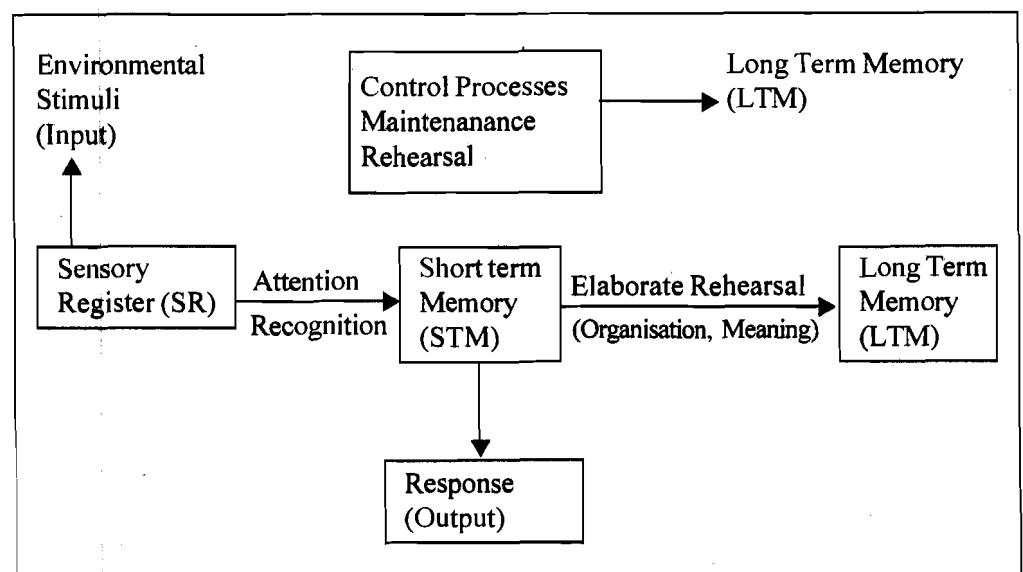 Environmental
Stimuli
(Input)
Control Processes
Maintenanance
Rehearsal
Long Term Memory
(LTM)
Sensory
Register (SR)
Attention
Recognition
Short term
Memory
(STM)
Elaborate Rehearsal
(Organisation, Meaning)
Long Term
Memory
(LTM)
Response
(Output)